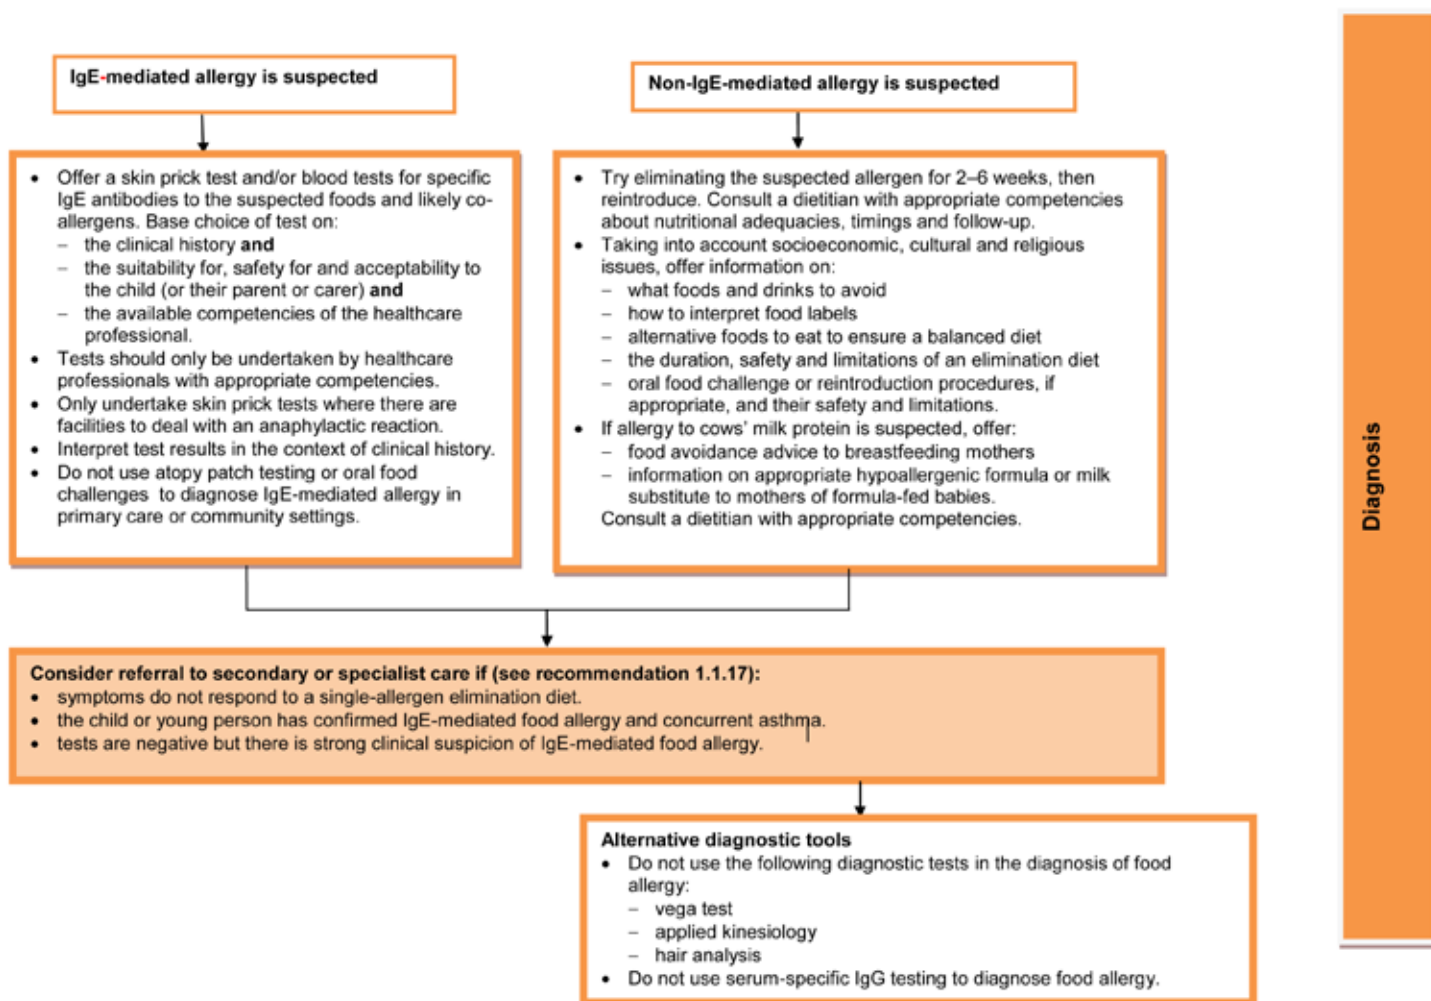 IgE-mediated allergy is suspected
Non-IgE-mediated allergy is suspected
• Offer a skin prick test and/or blood tests for specific
IgE antibodies to the suspected foods and likely co-
allergens. Base choice of test on:
– the clinical history and
– the suitability for, safety for and acceptability to
the child (or their parent or carer) and
– the available competencies of the healthcare
professional.
• Tests should only be undertaken by healthcare
professionals with appropriate competencies.
• Only undertake skin prick tests where there are
facilities to deal with an anaphylactic reaction.
• Interpret test results in the context of clinical history.
• Do not use atopy patch testing or oral food
challenges to diagnose IgE-mediated allergy in
primary care or community settings.
• Try eliminating the suspected allergen for 2–6 weeks, then
reintroduce. Consult a dietitian with appropriate competencies
about nutritional adequacies, timings and follow-up.
• Taking into account socioeconomic, cultural and religious
issues, offer information on:
– what foods and drinks to avoid
– how to interpret food labels
– alternative foods to eat to ensure a balanced diet
– the duration, safety and limitations of an elimination diet
– oral food challenge or reintroduction procedures, if
appropriate, and their safety and limitations.
• If allergy to cows' milk protein is suspected, offer:
– food avoidance advice to breastfeeding mothers
– information on appropriate hypoallergenic formula or milk
substitute to mothers of formula-fed babies.
Consult a dietitian with appropriate competencies.
Consider referral to secondary or specialist care if (see recommendation 1.1.17):
• symptoms do not respond to a single-allergen elimination diet.
• the child or young person has confirmed IgE-mediated food allergy and concurrent asthma.
• tests are negative but there is strong clinical suspicion of IgE-mediated food allergy.
Alternative diagnostic tools
• Do not use the following diagnostic tests in the diagnosis of food
allergy:
– vega test
– applied kinesiology
– hair analysis
• Do not use serum-specific IgG testing to diagnose food allergy.
Diagnosis